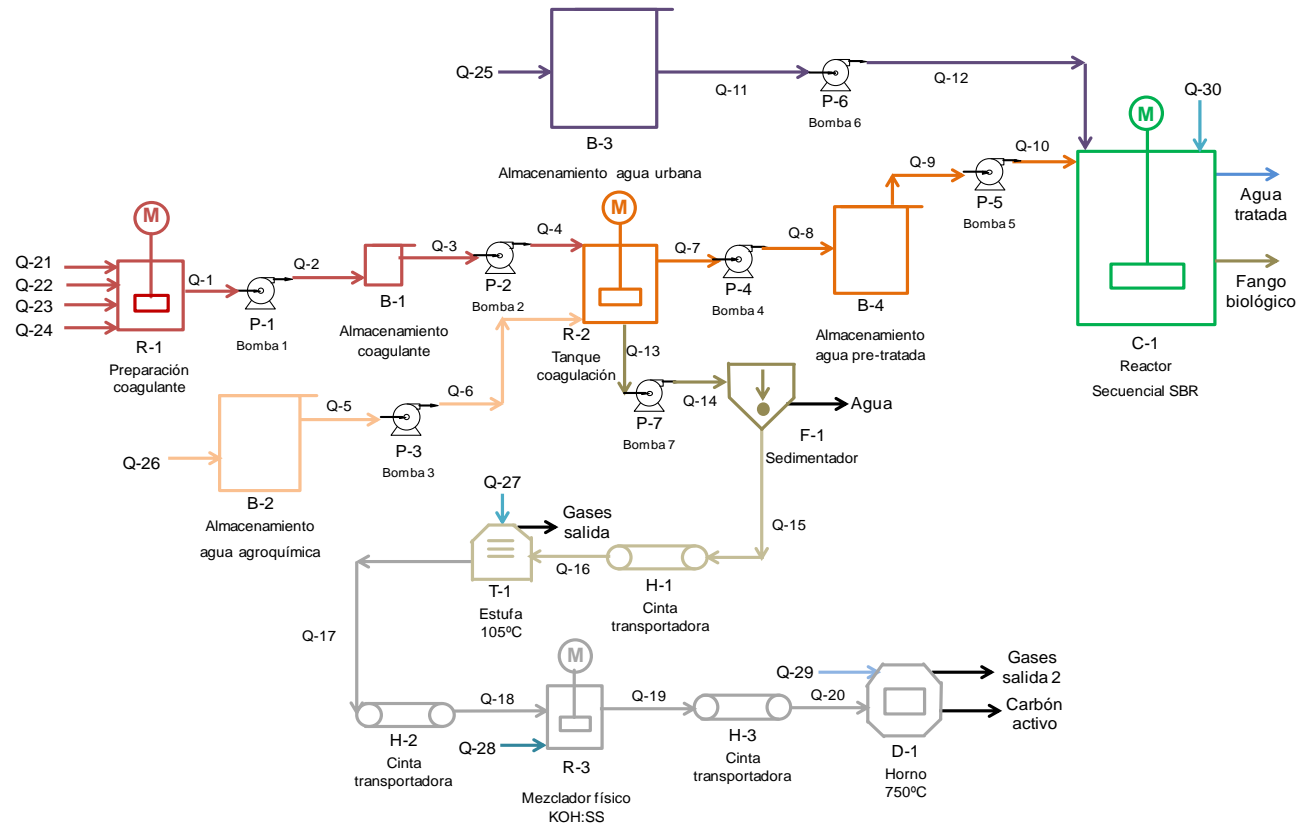 Q-25
Q-11
P-6
Bomba 6
Q-12
Q-30
M
B-3
Almacenamiento agua urbana
Q-9
Q-10
P-5
Bomba 5
Agua
tratada
Fango
biológico
C-1
Reactor
Secuencial SBR
M
Q-21
Q-22
Q-23
Q-24
Q-1
R-1
Preparación
coagulante
P-1
Bomba 1
Q-2
B-1
Almacenamiento
coagulante
Q-3
P-2
Bomba 2
Q-4
M
R-2
Tanque
coagulación
Q-7
P-4
Bomba 4
Q-8
B-4
Almacenamiento
agua pre-tratada
Q-26
B-2
Almacenamiento
agua agroquímica
Q-5
P-3
Bomba 3
Q-6
Q-13
P-7
Bomba 7
Q-14
Agua
F-1
Sedimentador
Q-15
Q-27
Gases
salida
T-1
Estufa
105ºC
Q-16
H-1
Cinta
transportadora
Q-17
H-2
Cinta
transportadora
Q-18
Q-28
M
R-3
Mezclador físico
KOH:SS
Q-19
H-3
Cinta
transportadora
Q-29
Q-20
D-1
Horno
750ºC
Gases
salida 2
Carbón
activo